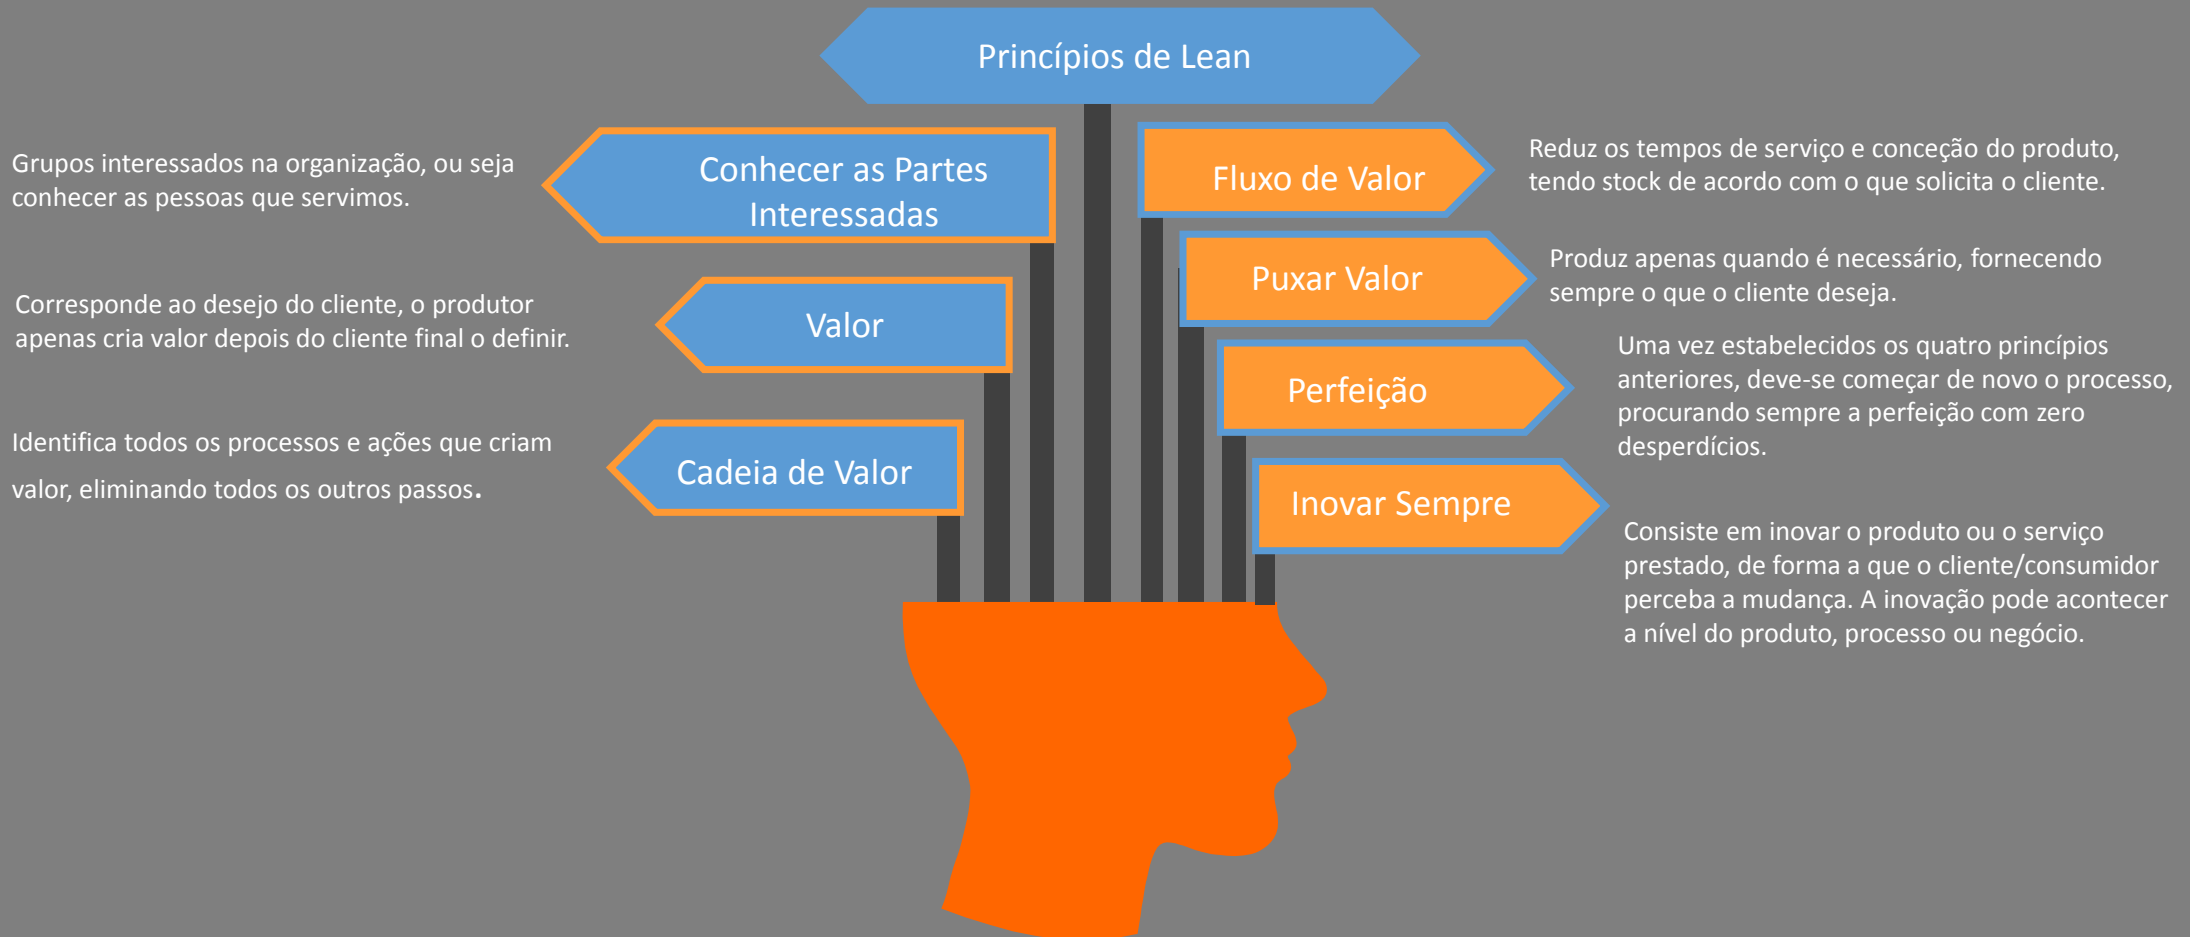 Princípios de Lean
Conhecer as Partes
Interessadas
Grupos interessados na organização, ou seja
conhecer as pessoas que servimos.
Valor
Corresponde ao desejo do cliente, o produtor
apenas cria valor depois do cliente final o definir.
Cadeia de Valor
Identifica todos os processos e ações que criam
valor, eliminando todos os outros passos.
Fluxo de Valor
Reduz os tempos de serviço e conceção do produto,
tendo stock de acordo com o que solicita o cliente.
Puxar Valor
Produz apenas quando é necessário, fornecendo
sempre o que o cliente deseja.
Perfeição
Uma vez estabelecidos os quatro princípios
anteriores, deve-se começar de novo o processo,
procurando sempre a perfeição com zero
desperdícios.
Inovar Sempre
Consiste em inovar o produto ou o serviço
prestado, de forma a que o cliente/consumidor
perceba a mudança. A inovação pode acontecer
a nível do produto, processo ou negócio.